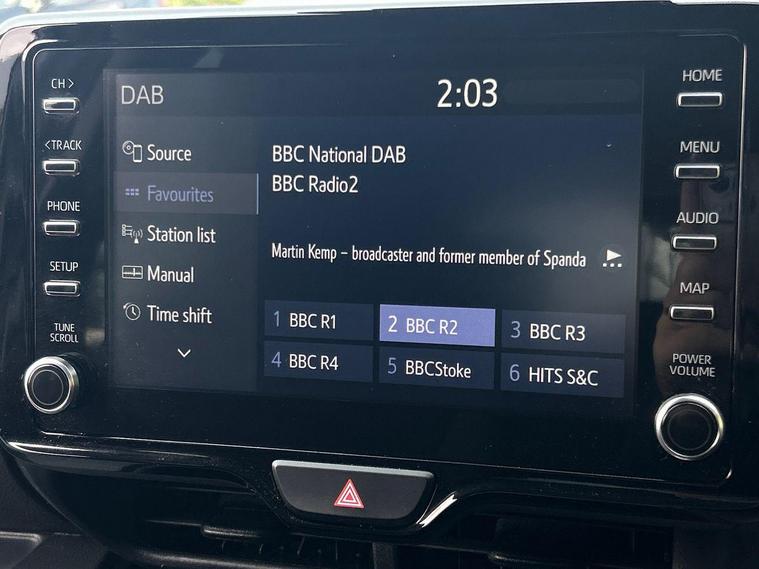 CH >
< TRACK
PHONE
SETUP
TUNE
SCROLL
DAB
2:03
Source
Favourites
Station list
Manual
Time shift
BBC National DAB
BBC Radio2
Martin Kemp – broadcaster and former member of Spanda
1 BBC R1
2 BBC R2
3 BBC R3
4 BBC R4
5 BBCStoke
6 HITS S&C
HOME
MENU
AUDIO
MAP
POWER
VOLUME